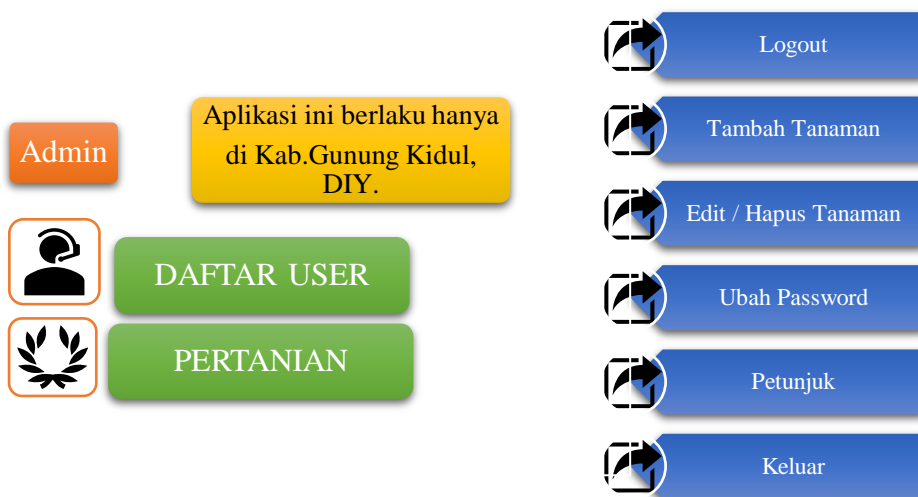 Admin
Aplikasi ini berlaku hanya
di Kab.Gunung Kidul,
DIY.
DAFTAR USER
PERTANIAN
Logout
Tambah Tanaman
Edit / Hapus Tanaman
Ubah Password
Petunjuk
Keluar